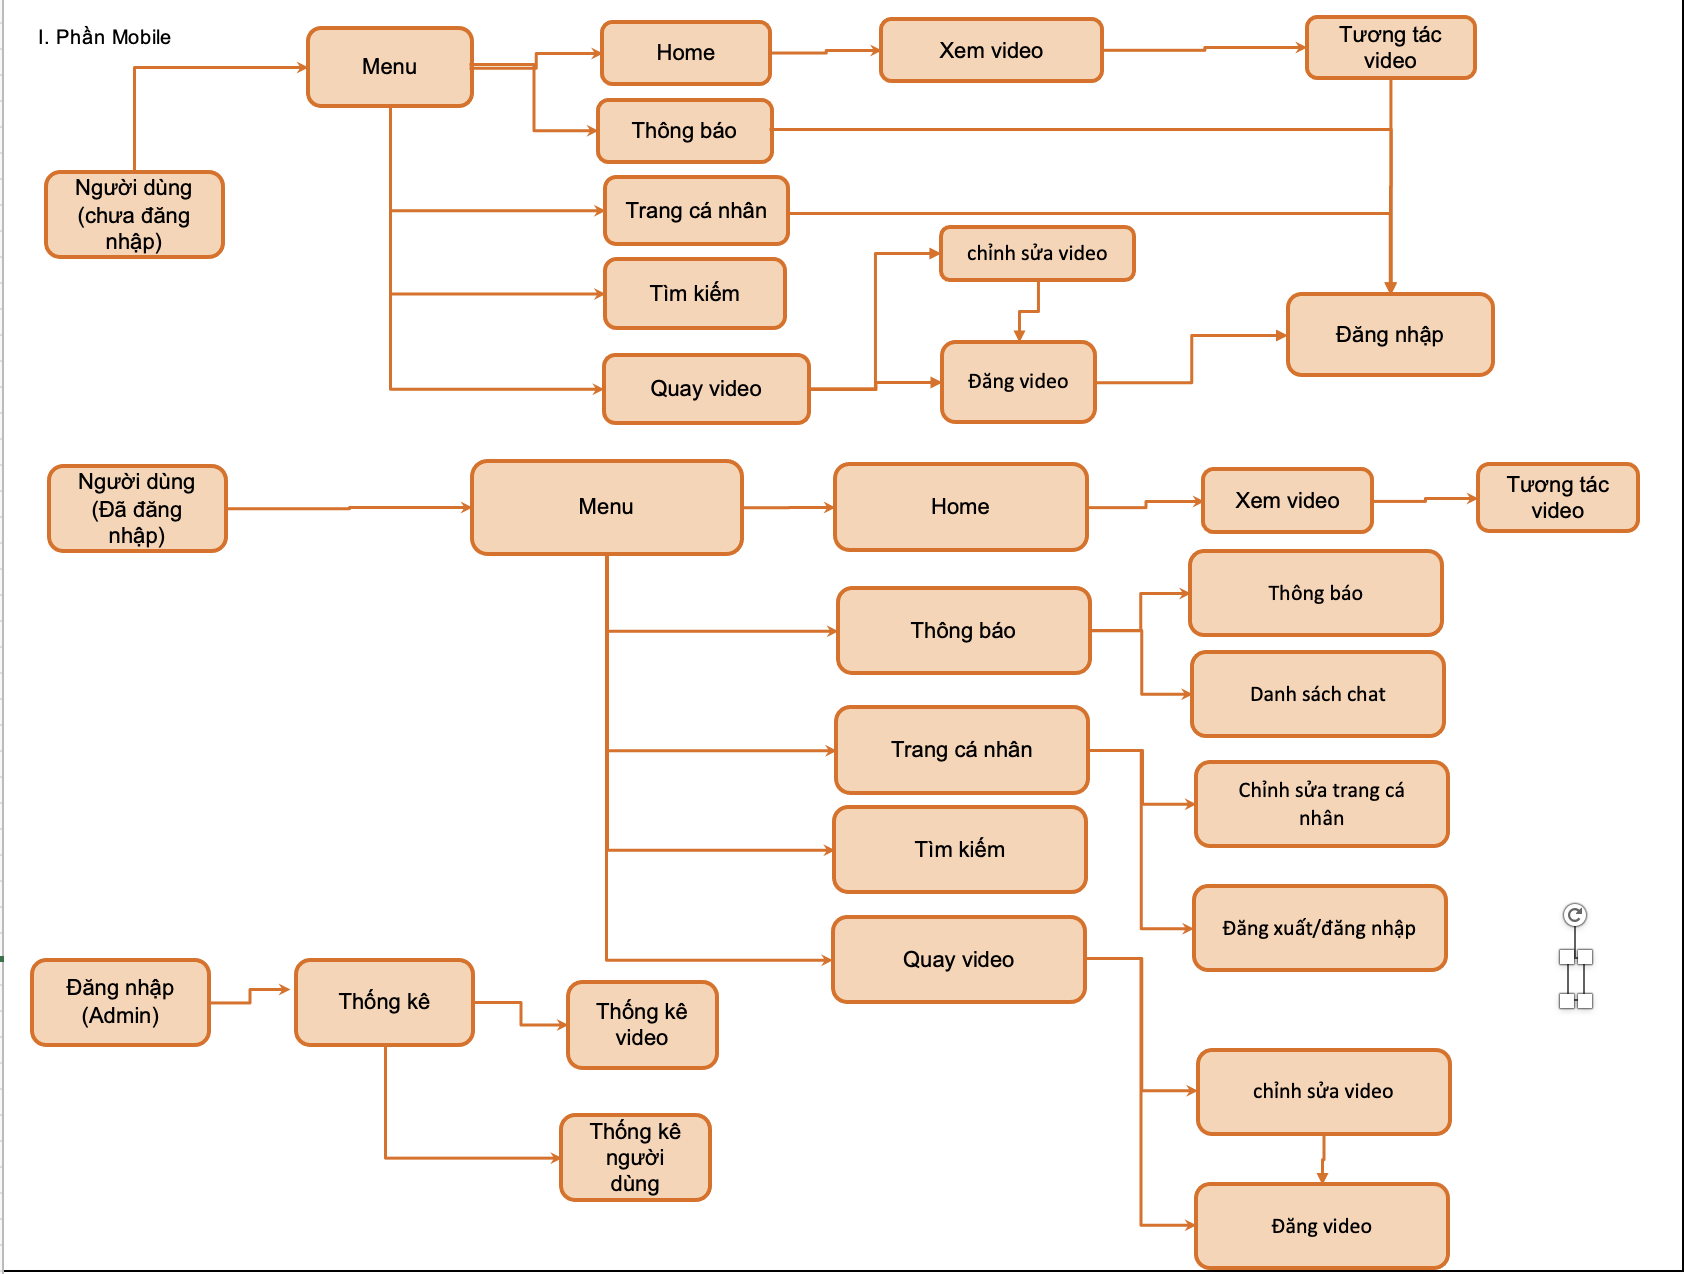 I. Phần Mobile
Menu
Home
Xem video
Tương tác
video
Thông báo
Người dùng
(chưa đăng
nhập)
Trang cá nhân
chỉnh sửa video
Tìm kiếm
Đăng nhập
Quay video
Đăng video
Người dùng
(Đã đăng
nhập)
Menu
Home
Xem video
Tương tác
video
Thông báo
Thông báo
Danh sách chat
Trang cá nhân
Chỉnh sửa trang cá
nhân
Tìm kiếm
Đăng xuất/đăng nhập
Quay video
Đăng nhập
(Admin)
Thống kê
Thống kê
video
chỉnh sửa video
Thống kê
người
dùng
Đăng video